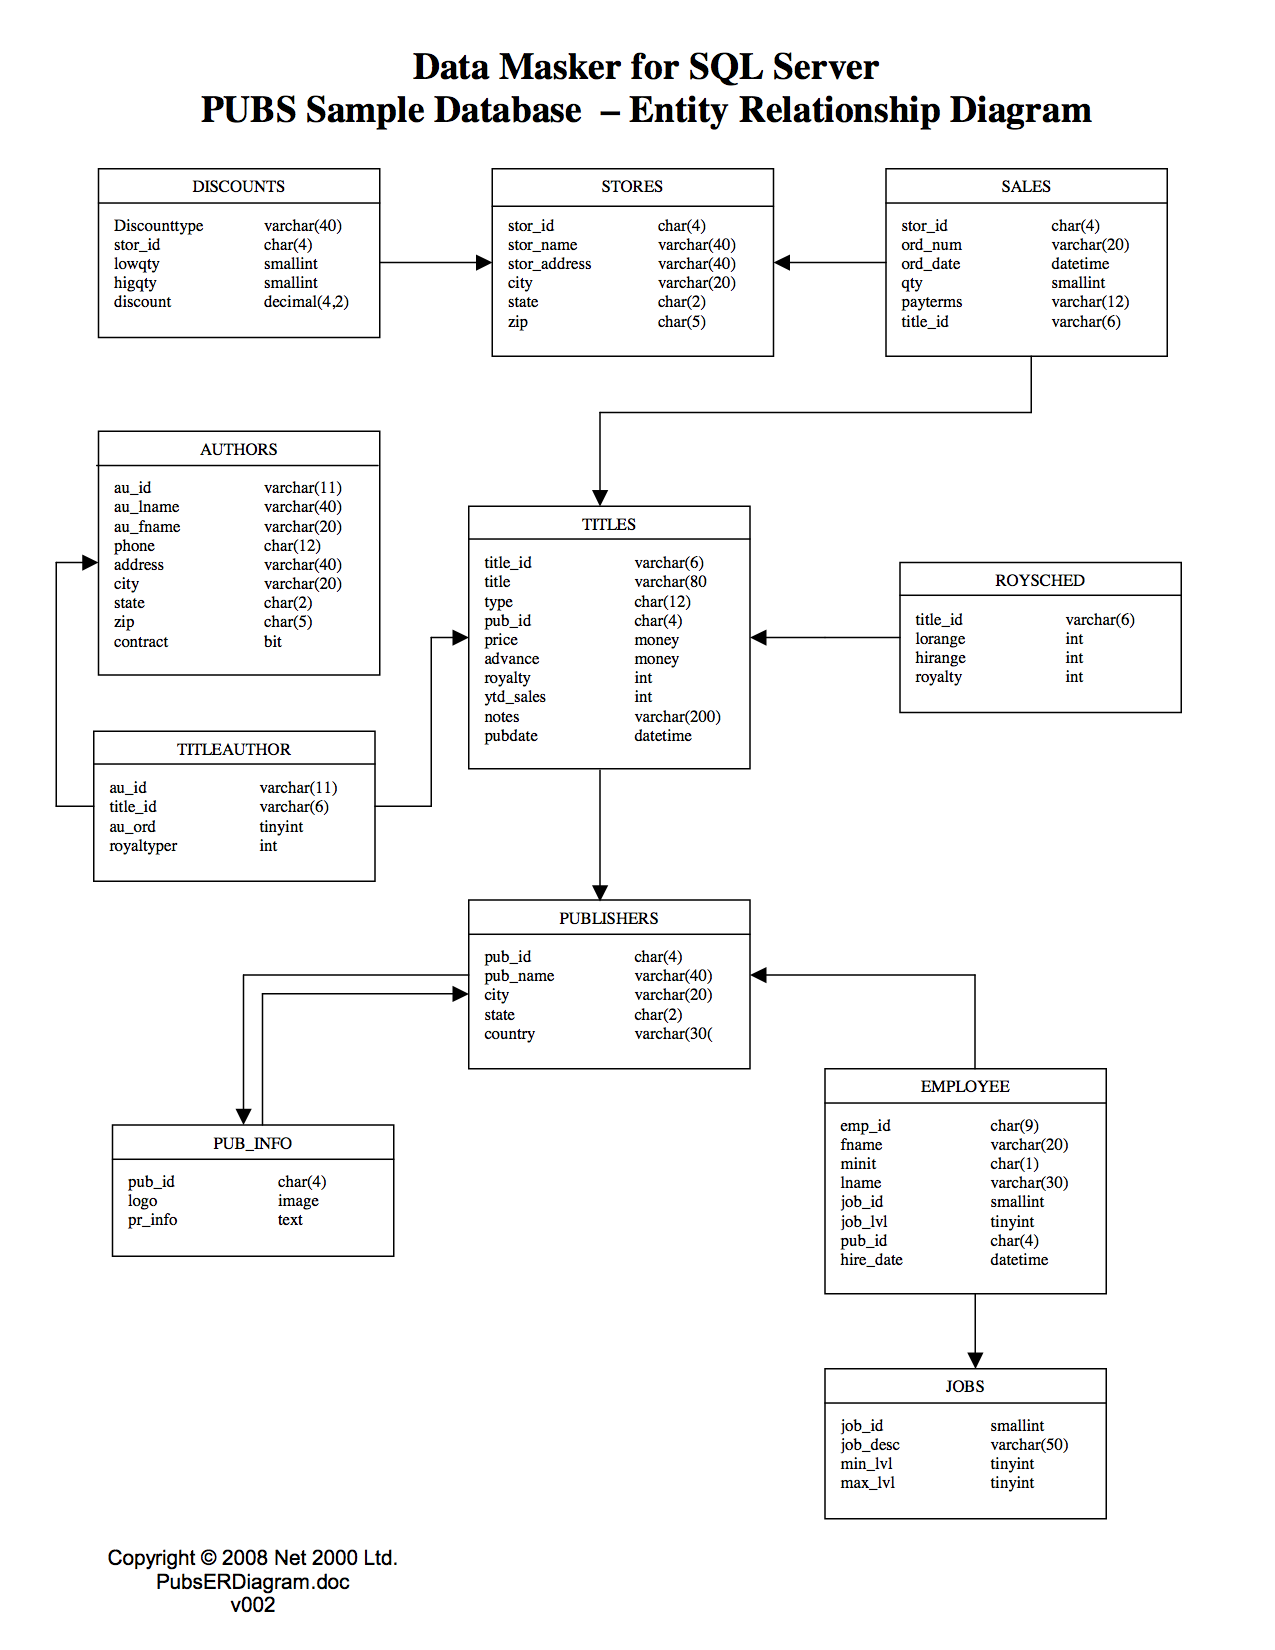 Data Masker for SQL Server
PUBS Sample Database – Entity Relationship Diagram
DISCOUNTS
Discounttype varchar(40)
stor_id char(4)
lowqty smallint
higqty smallint
discount decimal(4,2)
STORES
stor_id char(4)
stor_name varchar(40)
stor_address varchar(40)
city varchar(20)
state char(2)
zip char(5)
SALES
stor_id char(4)
ord_num varchar(20)
ord_date datetime
qty smallint
payterms varchar(12)
title_id varchar(6)
AUTHORS
au_id varchar(11)
au_lname varchar(40)
au_fname varchar(20)
phone char(12)
address varchar(40)
city varchar(20)
state char(2)
zip char(5)
contract bit
TITLES
title_id varchar(6)
title varchar(80
type char(12)
pub_id char(4)
price money
advance money
royalty int
ytd_sales int
notes varchar(200)
pubdate datetime
ROYSCHED
title_id varchar(6)
lorange int
hirange int
royalty int
TITLEAUTHOR
au_id varchar(11)
title_id varchar(6)
au_ord tinyint
royaltyper int
PUBLISHERS
pub_id char(4)
pub_name varchar(40)
city varchar(20)
state char(2)
country varchar(30(
PUB_INFO
pub_id char(4)
logo image
pr_info text
EMPLOYEE
emp_id char(9)
fname varchar(20)
minit char(1)
lname varchar(30)
job_id smallint
job_lvl tinyint
pub_id char(4)
hire_date datetime
JOBS
job_id smallint
job_desc varchar(50)
min_lvl tinyint
max_lvl tinyint
Copyright © 2008 Net 2000 Ltd.
PubsERDiagram.doc
v002